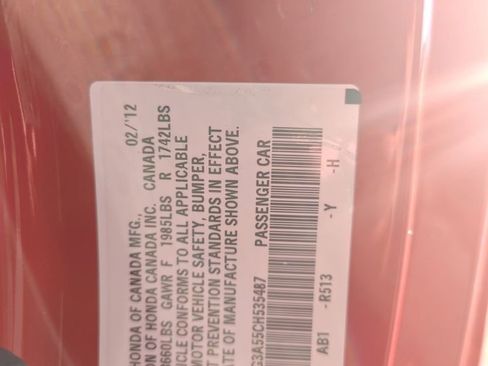 HONDA OF CANADA MFG., 02/'12
ON OF HONDA CANADA INC. CANADA
660LBS GAWR F 1985LBS R 1742LBS
ICLE CONFORMS TO ALL APPLICABLE
MOTOR VEHICLE SAFETY, BUMPER,
T PREVENTION STANDARDS IN EFFECT
ATE OF MANUFACTURE SHOWN ABOVE.
G3A55CH535487 PASSENGER CAR
AB1 -R513 -Y -H